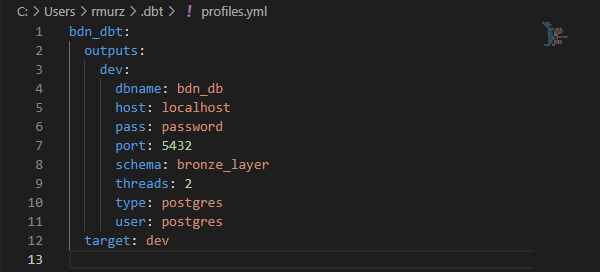 C: > Users > rmurz > .dbt > ! profiles.yml
1 bdn_dbt:
2 outputs:
3 dev:
4 dbname: bdn_db
5 host: localhost
6 pass: password
7 port: 5432
8 schema: bronze_layer
9 threads: 2
10 type: postgres
11 user: postgres
12 target: dev
13